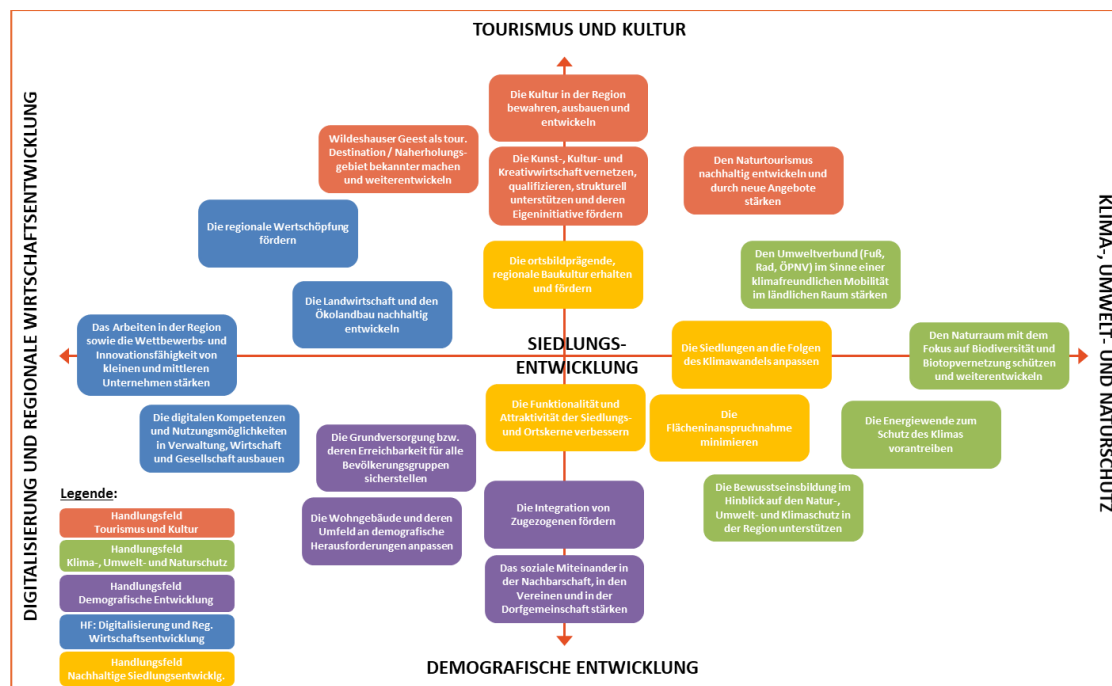 TOURISMUS UND KULTUR
DIGITALISIERUNG UND REGIONALE WIRTSCHAFTSENTWICKLUNG
KLIMA-, UMWELT- UND NATURSCHUTZ
Die Kultur in der Region
bewahren, ausbauen und
entwickeln
Wildeshauser Geest als tour.
Destination / Naherholungs-
gebiet bekannter machen
und weiterentwickeln
Die Kunst-, Kultur- und
Kreativwirtschaft vernetzen,
qualifizieren, strukturell
unterstützen und deren
Eigeninitiative fördern
Den Naturtourismus
nachhaltig entwickeln und
durch neue Angebote
stärken
Die regionale Wertschöpfung
fördern
Die ortsbildprägende,
regionale Baukultur erhalten
und fördern
Den Umweltverbund (Fuß,
Rad, ÖPNV) im Sinne einer
klimafreundlichen Mobilität
im ländlichen Raum stärken
Die Landwirtschaft und den
Ökolandbau nachhaltig
entwickeln
Das Arbeiten in der Region
sowie die Wettbewerbs- und
Innovationsfähigkeit von
kleinen und mittleren
Unternehmen stärken
SIEDLUNGS-
ENTWICKLUNG
Die Siedlungen an die Folgen
des Klimawandels anpassen
Den Naturraum mit dem
Fokus auf Biodiversität und
Biotopvernetzung schützen
und weiterentwickeln
Die digitalen Kompetenzen
und Nutzungsmöglichkeiten
in Verwaltung, Wirtschaft
und Gesellschaft ausbauen
Die Grundversorgung bzw.
deren Erreichbarkeit für alle
Bevölkerungsgruppen
sicherstellen
Die Funktionalität und
Attraktivität der Siedlungs-
und Ortskerne verbessern
Die
Flächeninanspruchnahme
minimieren
Die Energiewende zum
Schutz des Klimas
vorantreiben
Die Wohngebäude und deren
Umfeld an demografische
Herausforderungen anpassen
Die Integration von
Zugezogenen fördern
Die Bewusstseinbildung im
Hinblick auf den Natur-,
Umwelt- und Klimaschutz in
der Region unterstützen
Das soziale Miteinander in
der Nachbarschaft, in den
Vereinen und in der
Dorfgemeinschaft stärken
Legende:
Handlungsfeld
Tourismus und Kultur
Handlungsfeld
Klima-, Umwelt- und Naturschutz
Handlungsfeld
Demografische Entwicklung
HF: Digitalisierung und Reg.
Wirtschaftsentwicklung
Handlungsfeld
Nachhaltige Siedlungsentwicklg.
DEMOGRAFISCHE ENTWICKLUNG